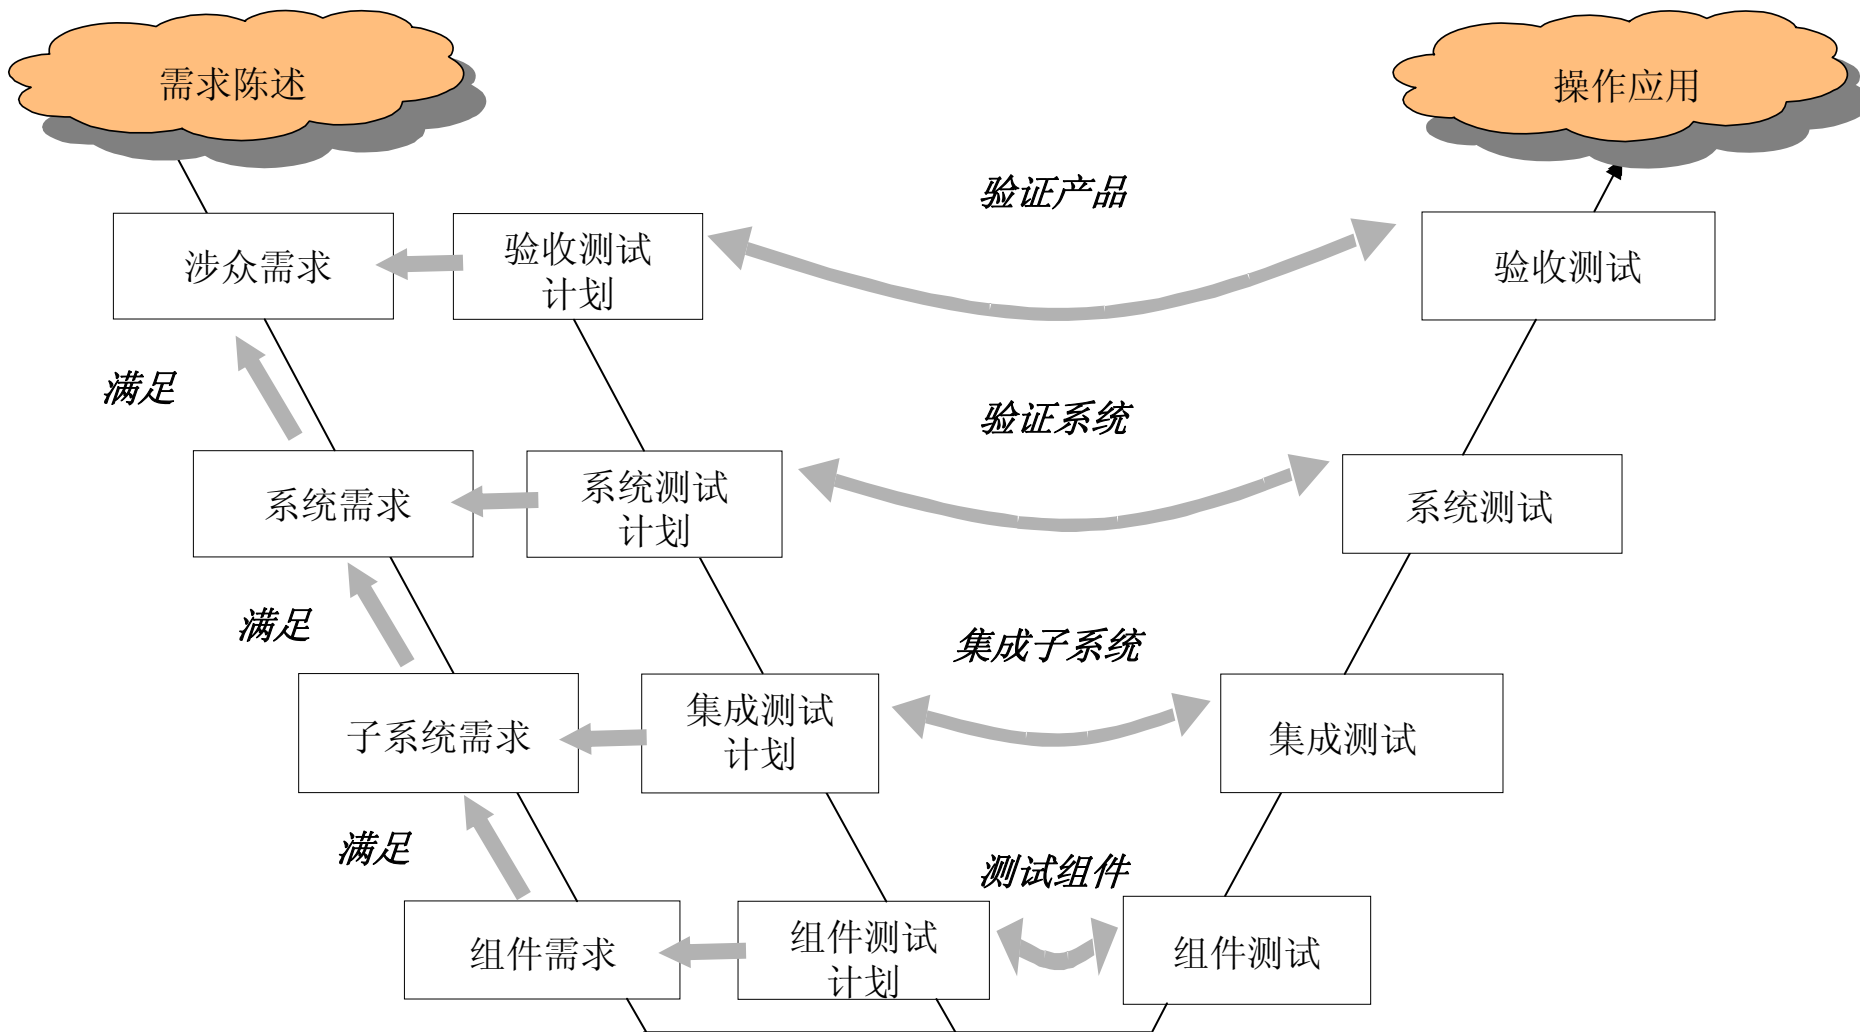 需求陈述
操作应用
验证产品
涉众需求
验收测试
计划
验收测试
满足
验证系统
系统需求
系统测试
计划
系统测试
满足
集成子系统
子系统需求
集成测试
计划
集成测试
满足
测试组件
组件需求
组件测试
计划
组件测试